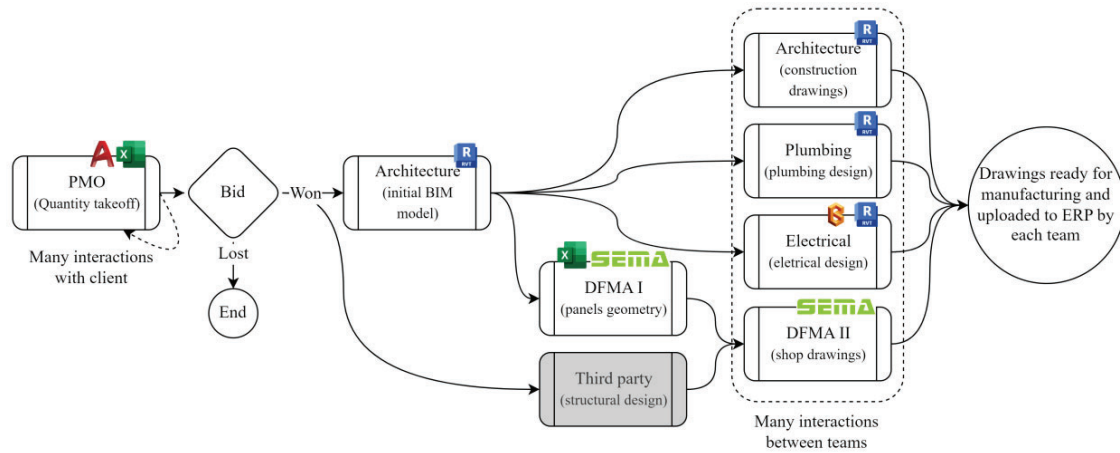 PMO
(Quantity takeoff)
Many interactions
with client
Bid
Won
Lost
End
R
RVT
Architecture
(initial BIM
model)
X
SEMA
DFMA I
(panels geometry)
Third party
(structural design)
R
RVT
Architecture
(construction
drawings)
R
RVT
Plumbing
(plumbing design)
R
RVT
Electrical
(eletrical design)
SEMA
DFMA II
(shop drawings)
Many interactions
between teams
Drawings ready for
manufacturing and
uploaded to ERP by
each team